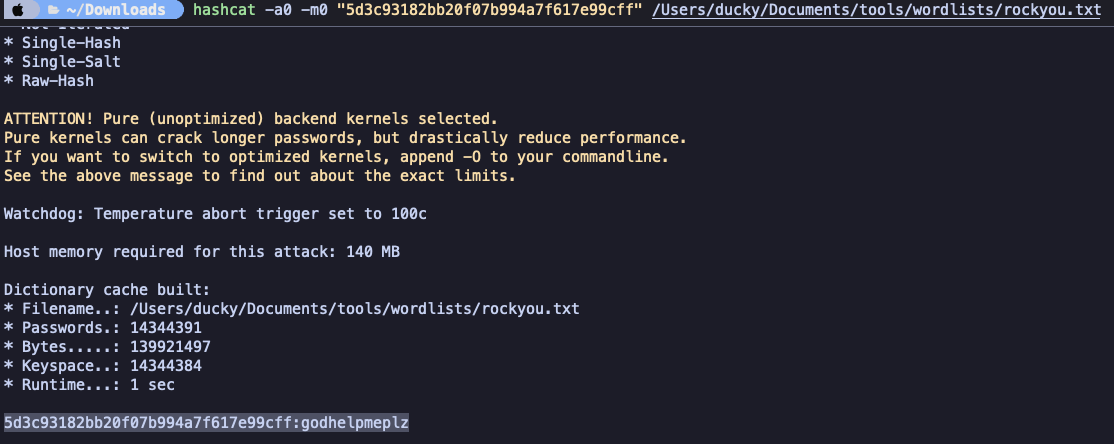 ~/Downloads hashcat -a0 -m0 "5d3c93182bb20f07b994a7f617e99cff" /Users/ducky/Documents/tools/wordlists/rockyou.txt
* Not-Iterated
* Single-Hash
* Single-Salt
* Raw-Hash
ATTENTION! Pure (unoptimized) backend kernels selected.
Pure kernels can crack longer passwords, but drastically reduce performance.
If you want to switch to optimized kernels, append -O to your commandline.
See the above message to find out about the exact limits.
Watchdog: Temperature abort trigger set to 100c
Host memory required for this attack: 140 MB
Dictionary cache built:
* Filename..: /Users/ducky/Documents/tools/wordlists/rockyou.txt
* Passwords.: 14344391
* Bytes.....: 139921497
* Keyspace..: 14344384
* Runtime...: 1 sec
5d3c93182bb20f07b994a7f617e99cff:godhelpmeplz